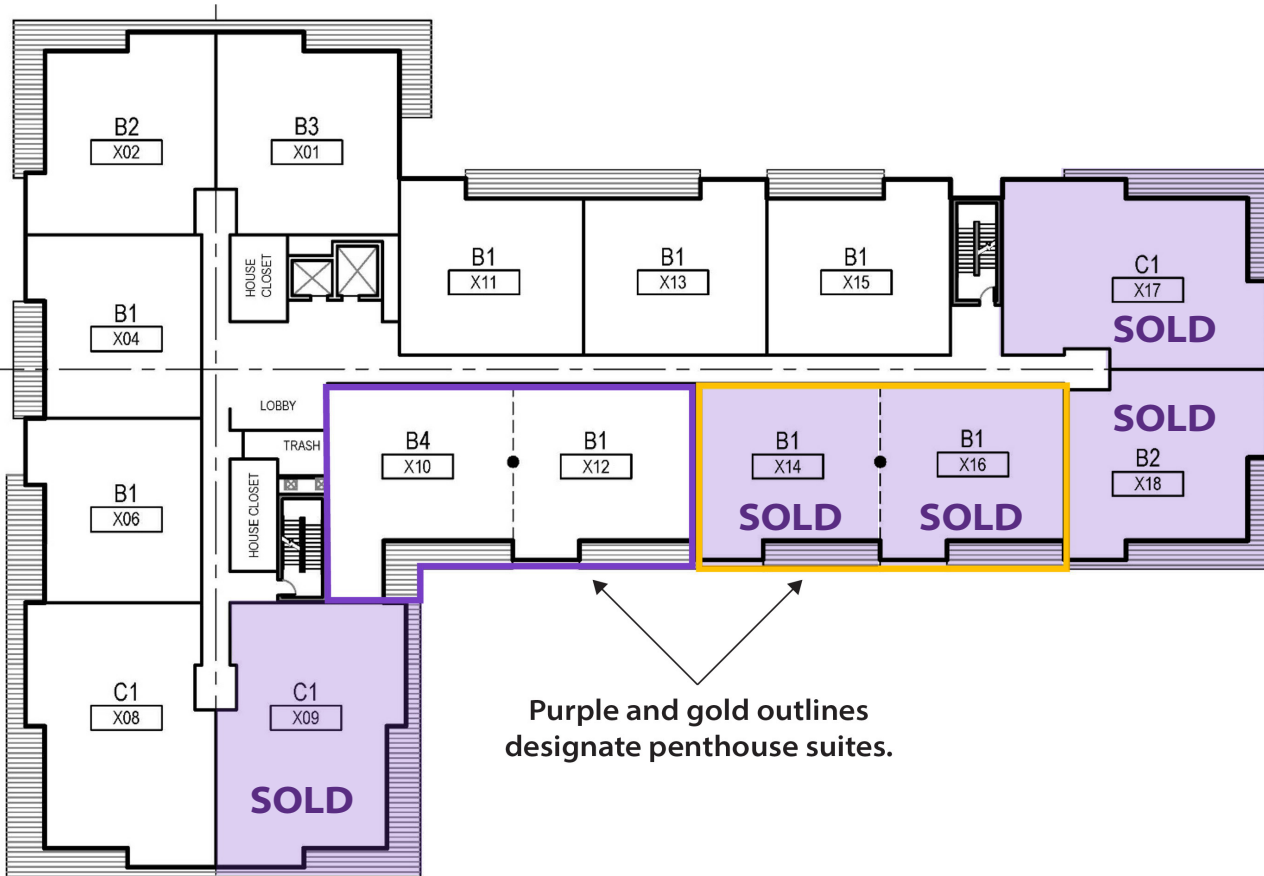 B2
X02
B3
X01
B1
X11
B1
X13
B1
X15
C1
X17
SOLD
HOUSE
CLOSET
B1
X04
LOBBY
TRASH
B4
X10
B1
X12
B1
X14
SOLD
B1
X16
SOLD
SOLD
B2
X18
B1
X06
HOUSE CLOSET
C1
X08
C1
X09
SOLD
Purple and gold outlines
designate penthouse suites.